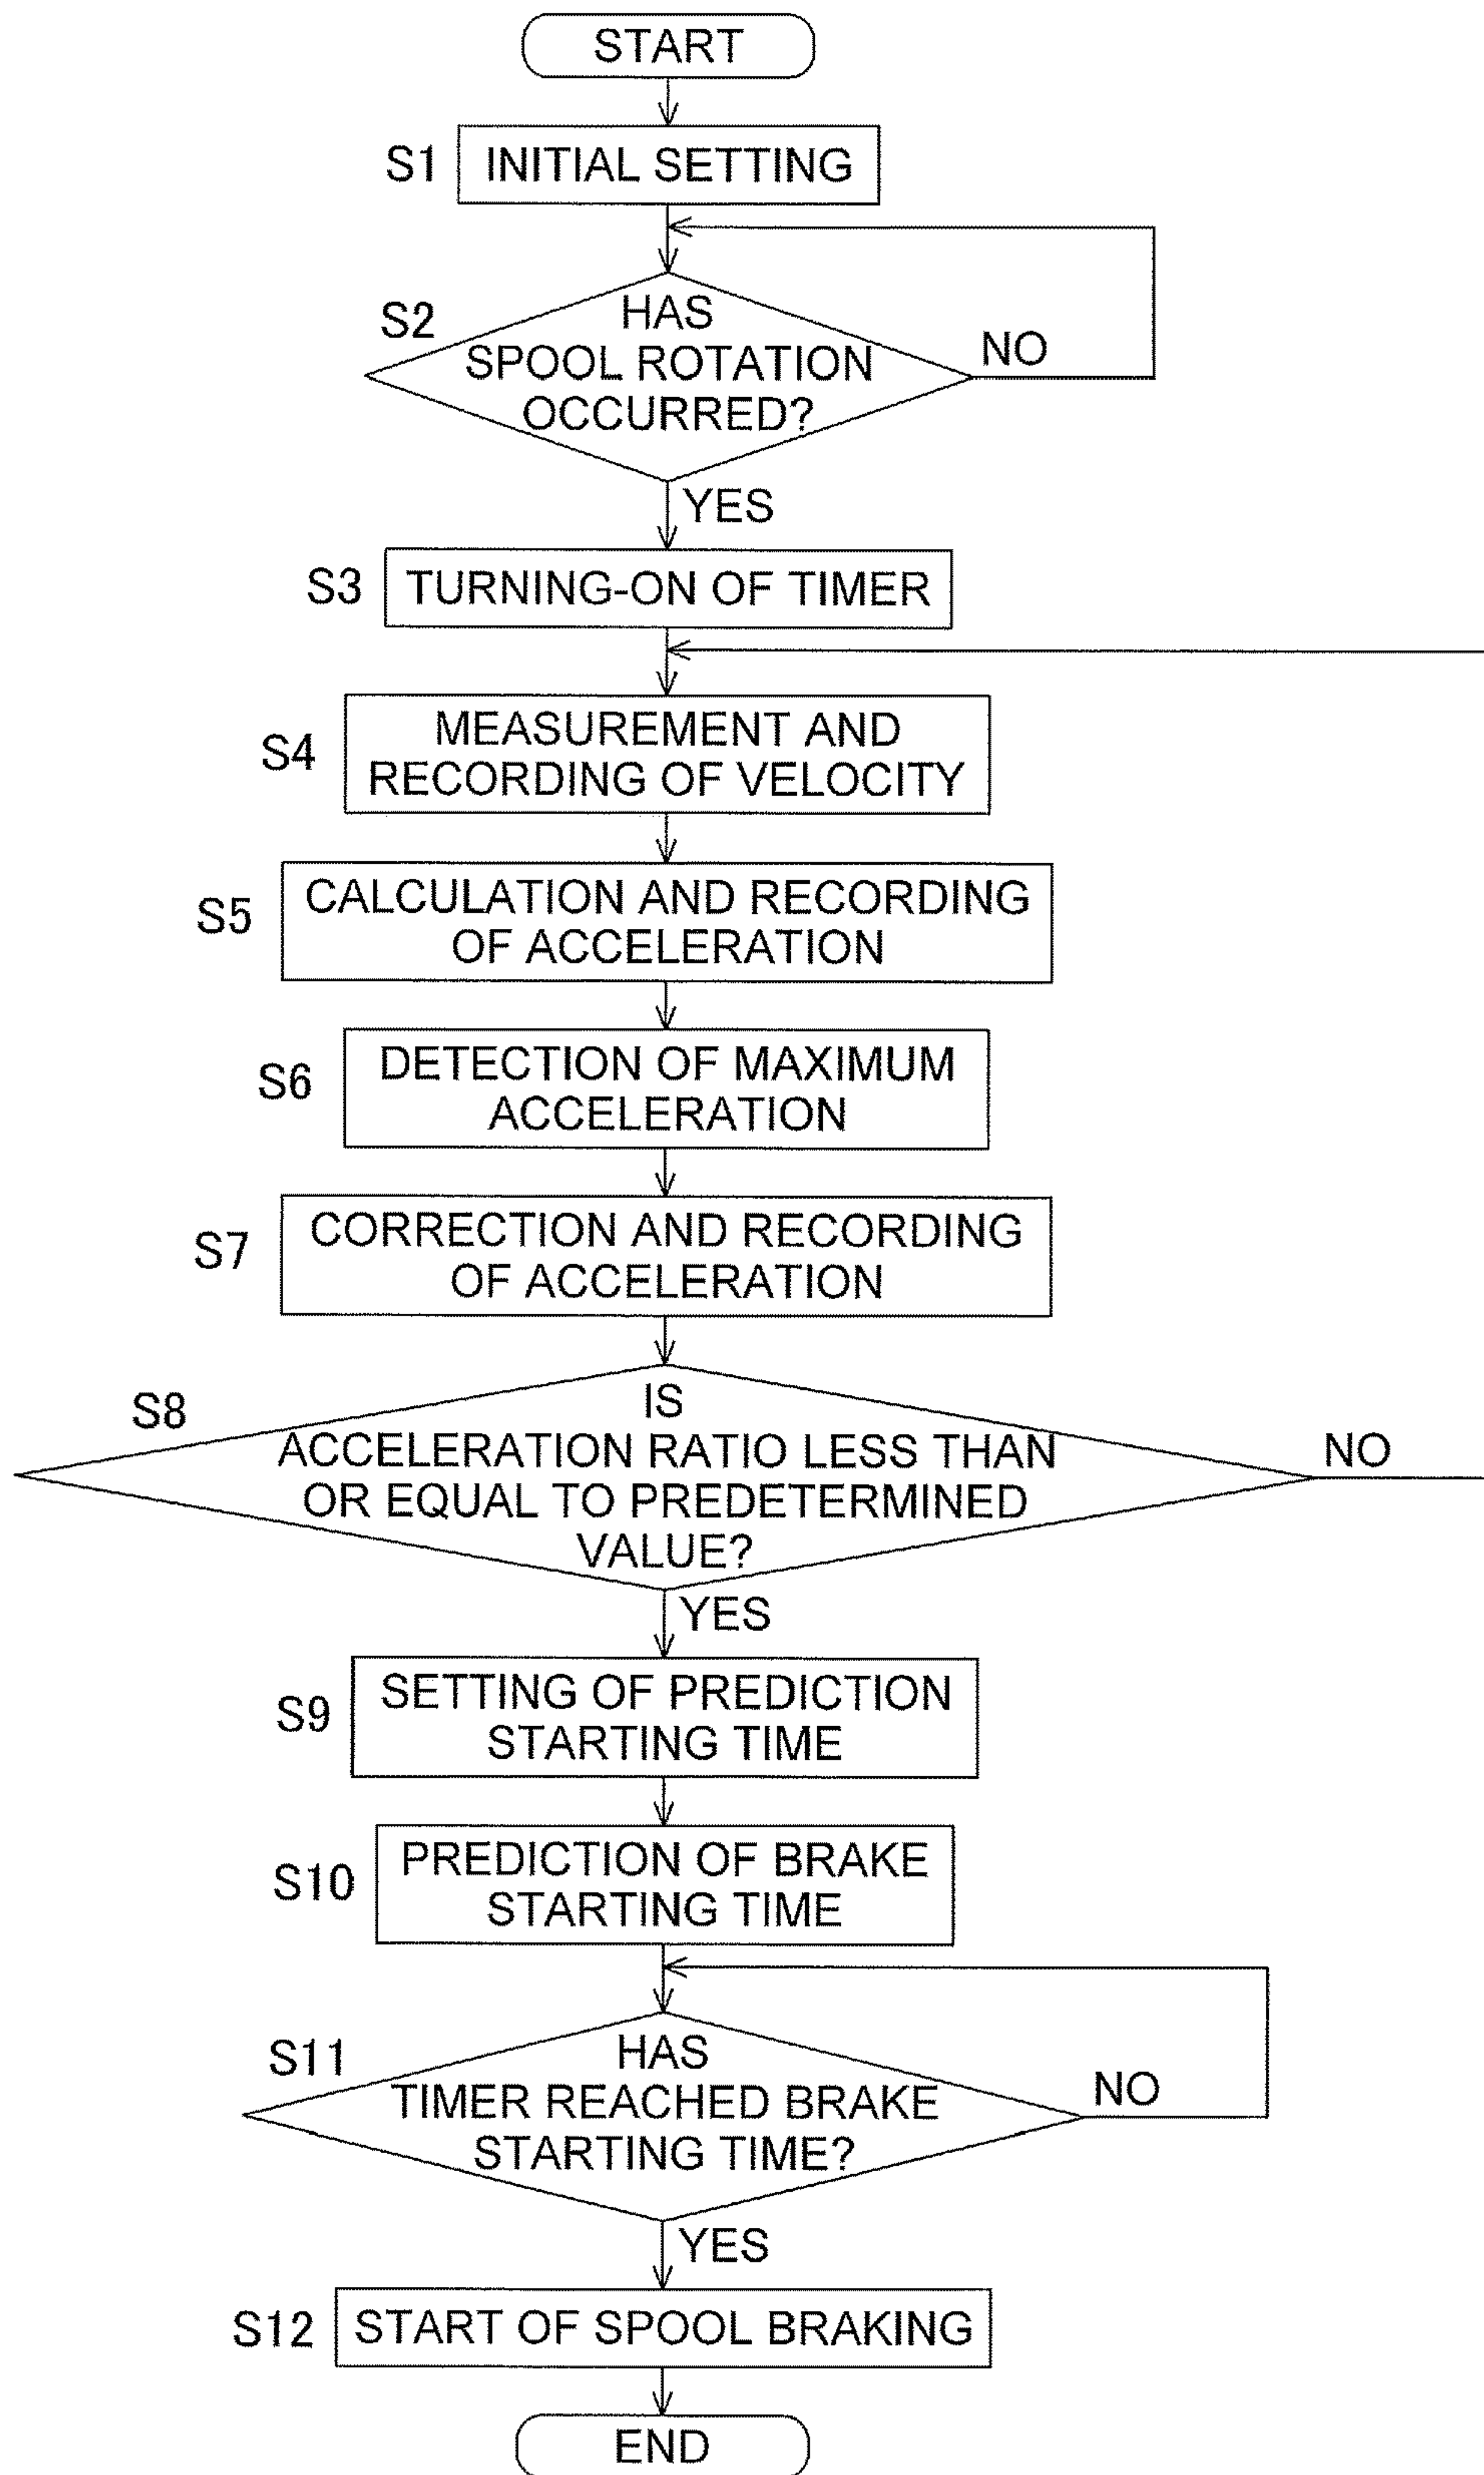 START
S1
INITIAL SETTING
S2
HAS
SPOOL ROTATION
OCCURRED?
NO
YES
S3
TURNING-ON OF TIMER
S4
MEASUREMENT AND
RECORDING OF VELOCITY
S5
CALCULATION AND RECORDING
OF ACCELERATION
S6
DETECTION OF MAXIMUM
ACCELERATION
S7
CORRECTION AND RECORDING
OF ACCELERATION
S8
IS
ACCELERATION RATIO LESS THAN
OR EQUAL TO PREDETERMINED
VALUE?
NO
YES
S9
SETTING OF PREDICTION
STARTING TIME
S10
PREDICTION OF BRAKE
STARTING TIME
S11
HAS
TIMER REACHED BRAKE
STARTING TIME?
NO
YES
S12
START OF SPOOL BRAKING
END